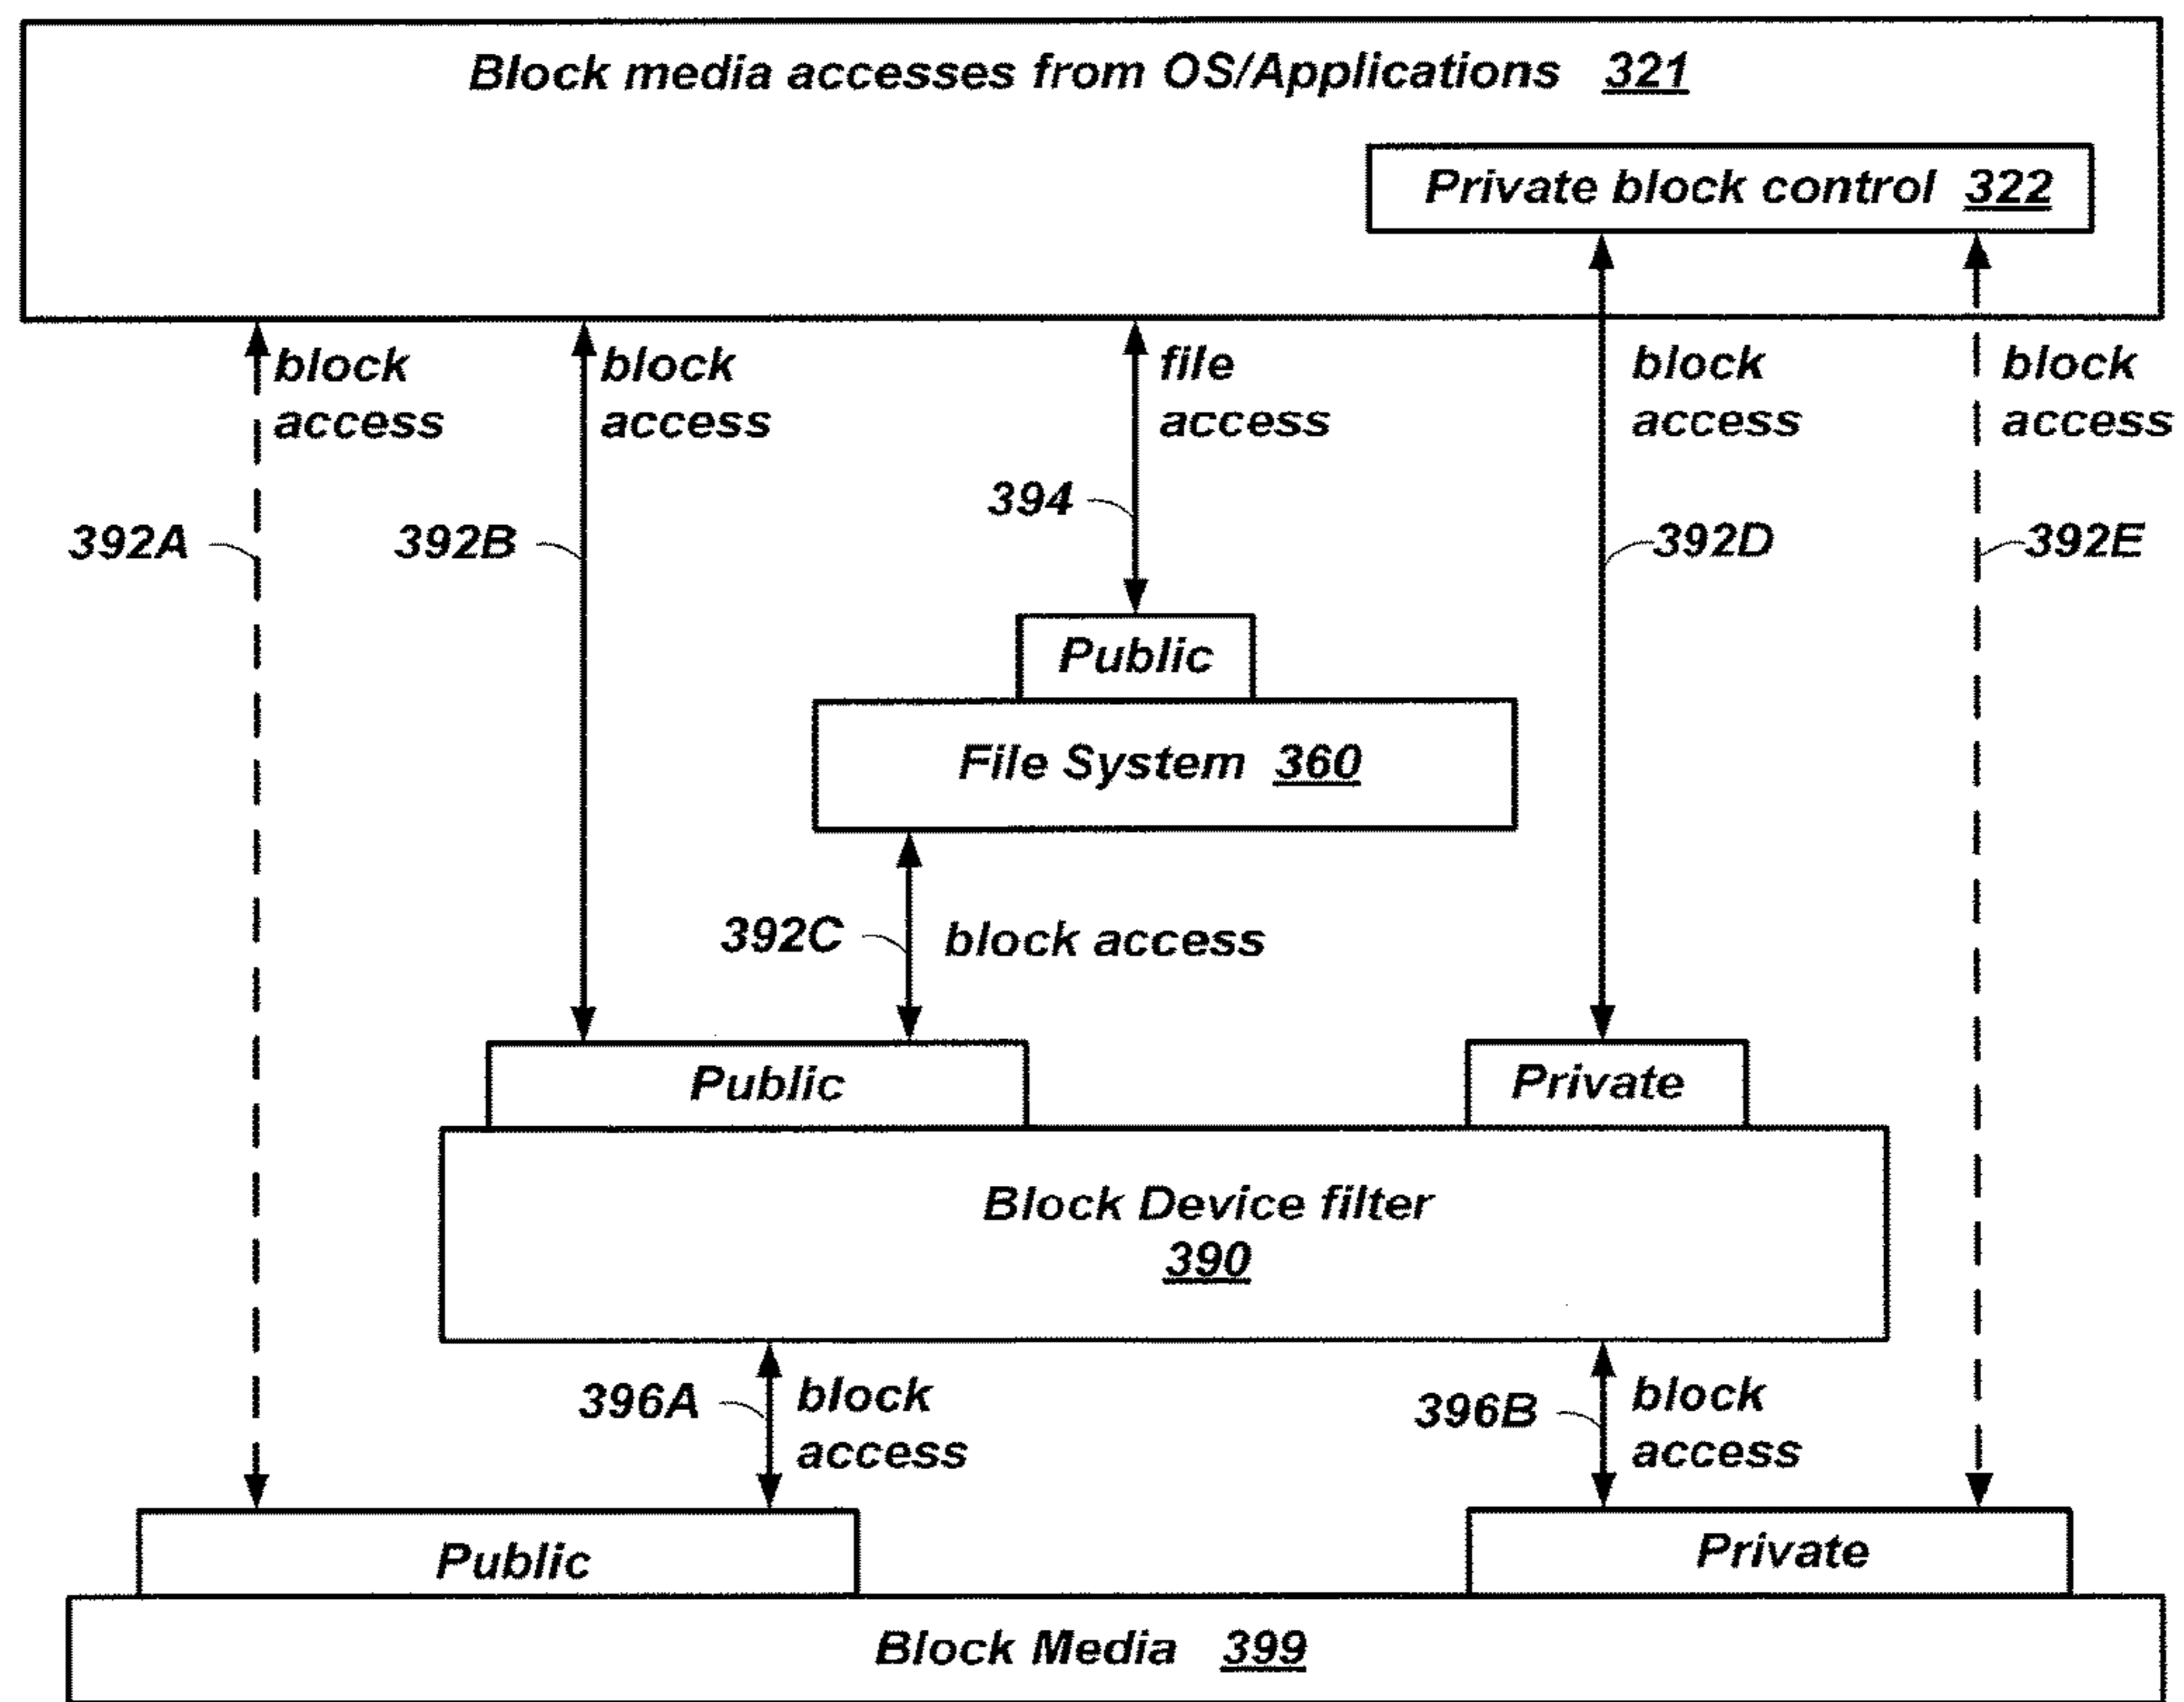 Block media accesses from OS/Applications 321
Private block control 322
block access
block access
file access
block access
block access
394
392A
392B
392D
392E
Public
File System 360
392C
block access
Public
Private
Block Device filter
390
396A
block access
396B
block access
Public
Private
Block Media 399